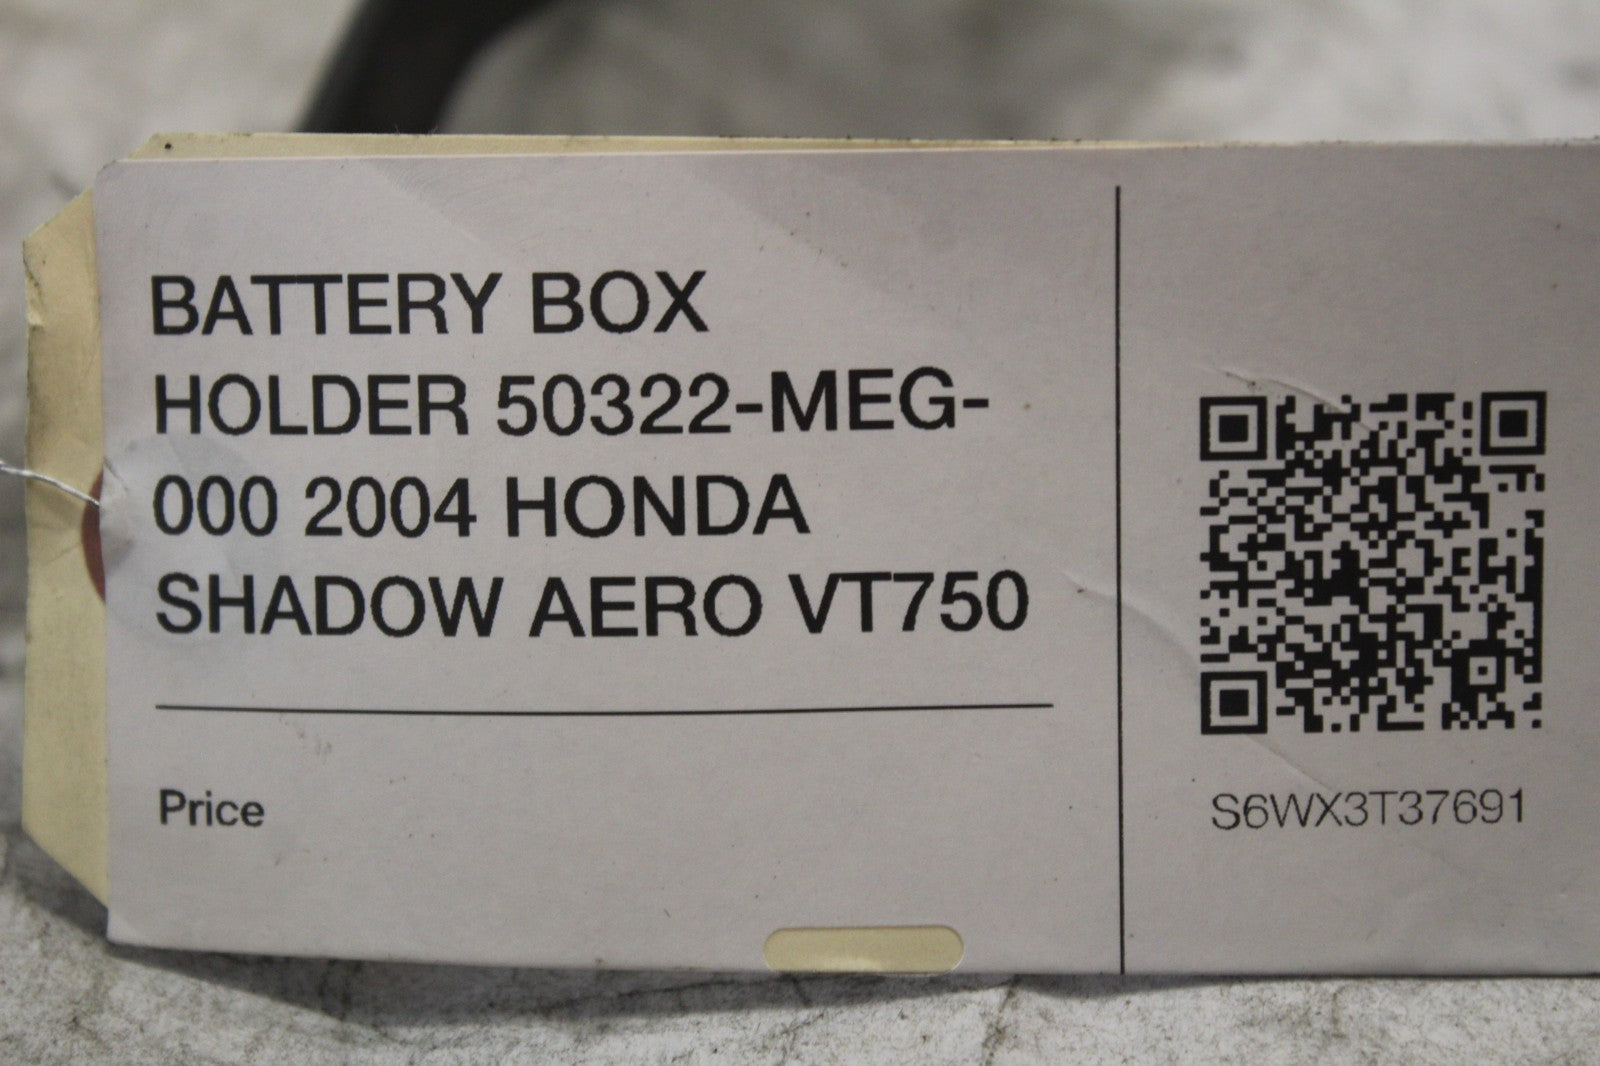 BATTERY BOX
HOLDER 50322-MEG-
000 2004 HONDA
SHADOW AERO VT750
Price
S6WX3T37691